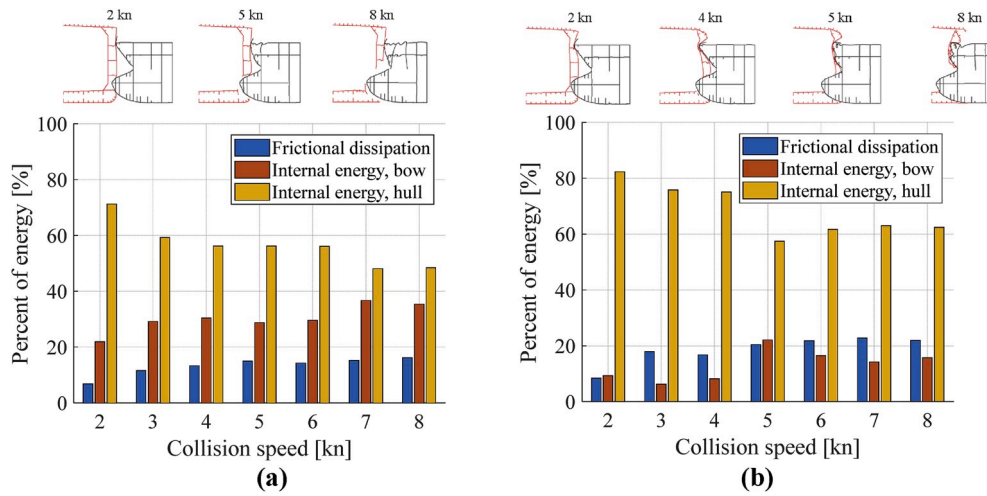 2 kn 5 kn 8 kn
100
80
60
40
20
0
Percent of energy [%]
Frictional dissipation
Internal energy, bow
Internal energy, hull
2 3 4 5 6 7 8
Collision speed [kn]
(a)
2 kn 4 kn 5 kn 8 kn
100
80
60
40
20
0
Percent of energy [%]
Frictional dissipation
Internal energy, bow
Internal energy, hull
2 3 4 5 6 7 8
Collision speed [kn]
(b)